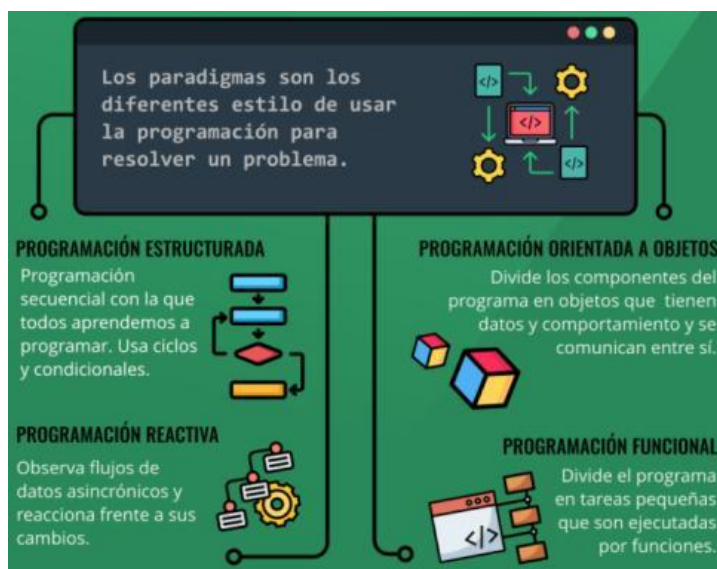 Los paradigmas son los
diferentes estilo de usar
la programación para
resolver un problema.
</>
</>
</>
PROGRAMACIÓN ESTRUCTURADA
Programación
secuencial con la que
todos aprendemos a
programar. Usa ciclos
y condicionales.
PROGRAMACIÓN ORIENTADA A OBJETOS
Divide los componentes del
programa en objetos que tienen
datos y comportamiento y se
comunican entre sí.
PROGRAMACIÓN REACTIVA
Observa flujos de
datos asincrónicos y
reacciona frente a sus
cambios.
PROGRAMACIÓN FUNCIONAL
Divide el programa
en tareas pequeñas
que son ejecutadas
por funciones.
<|>